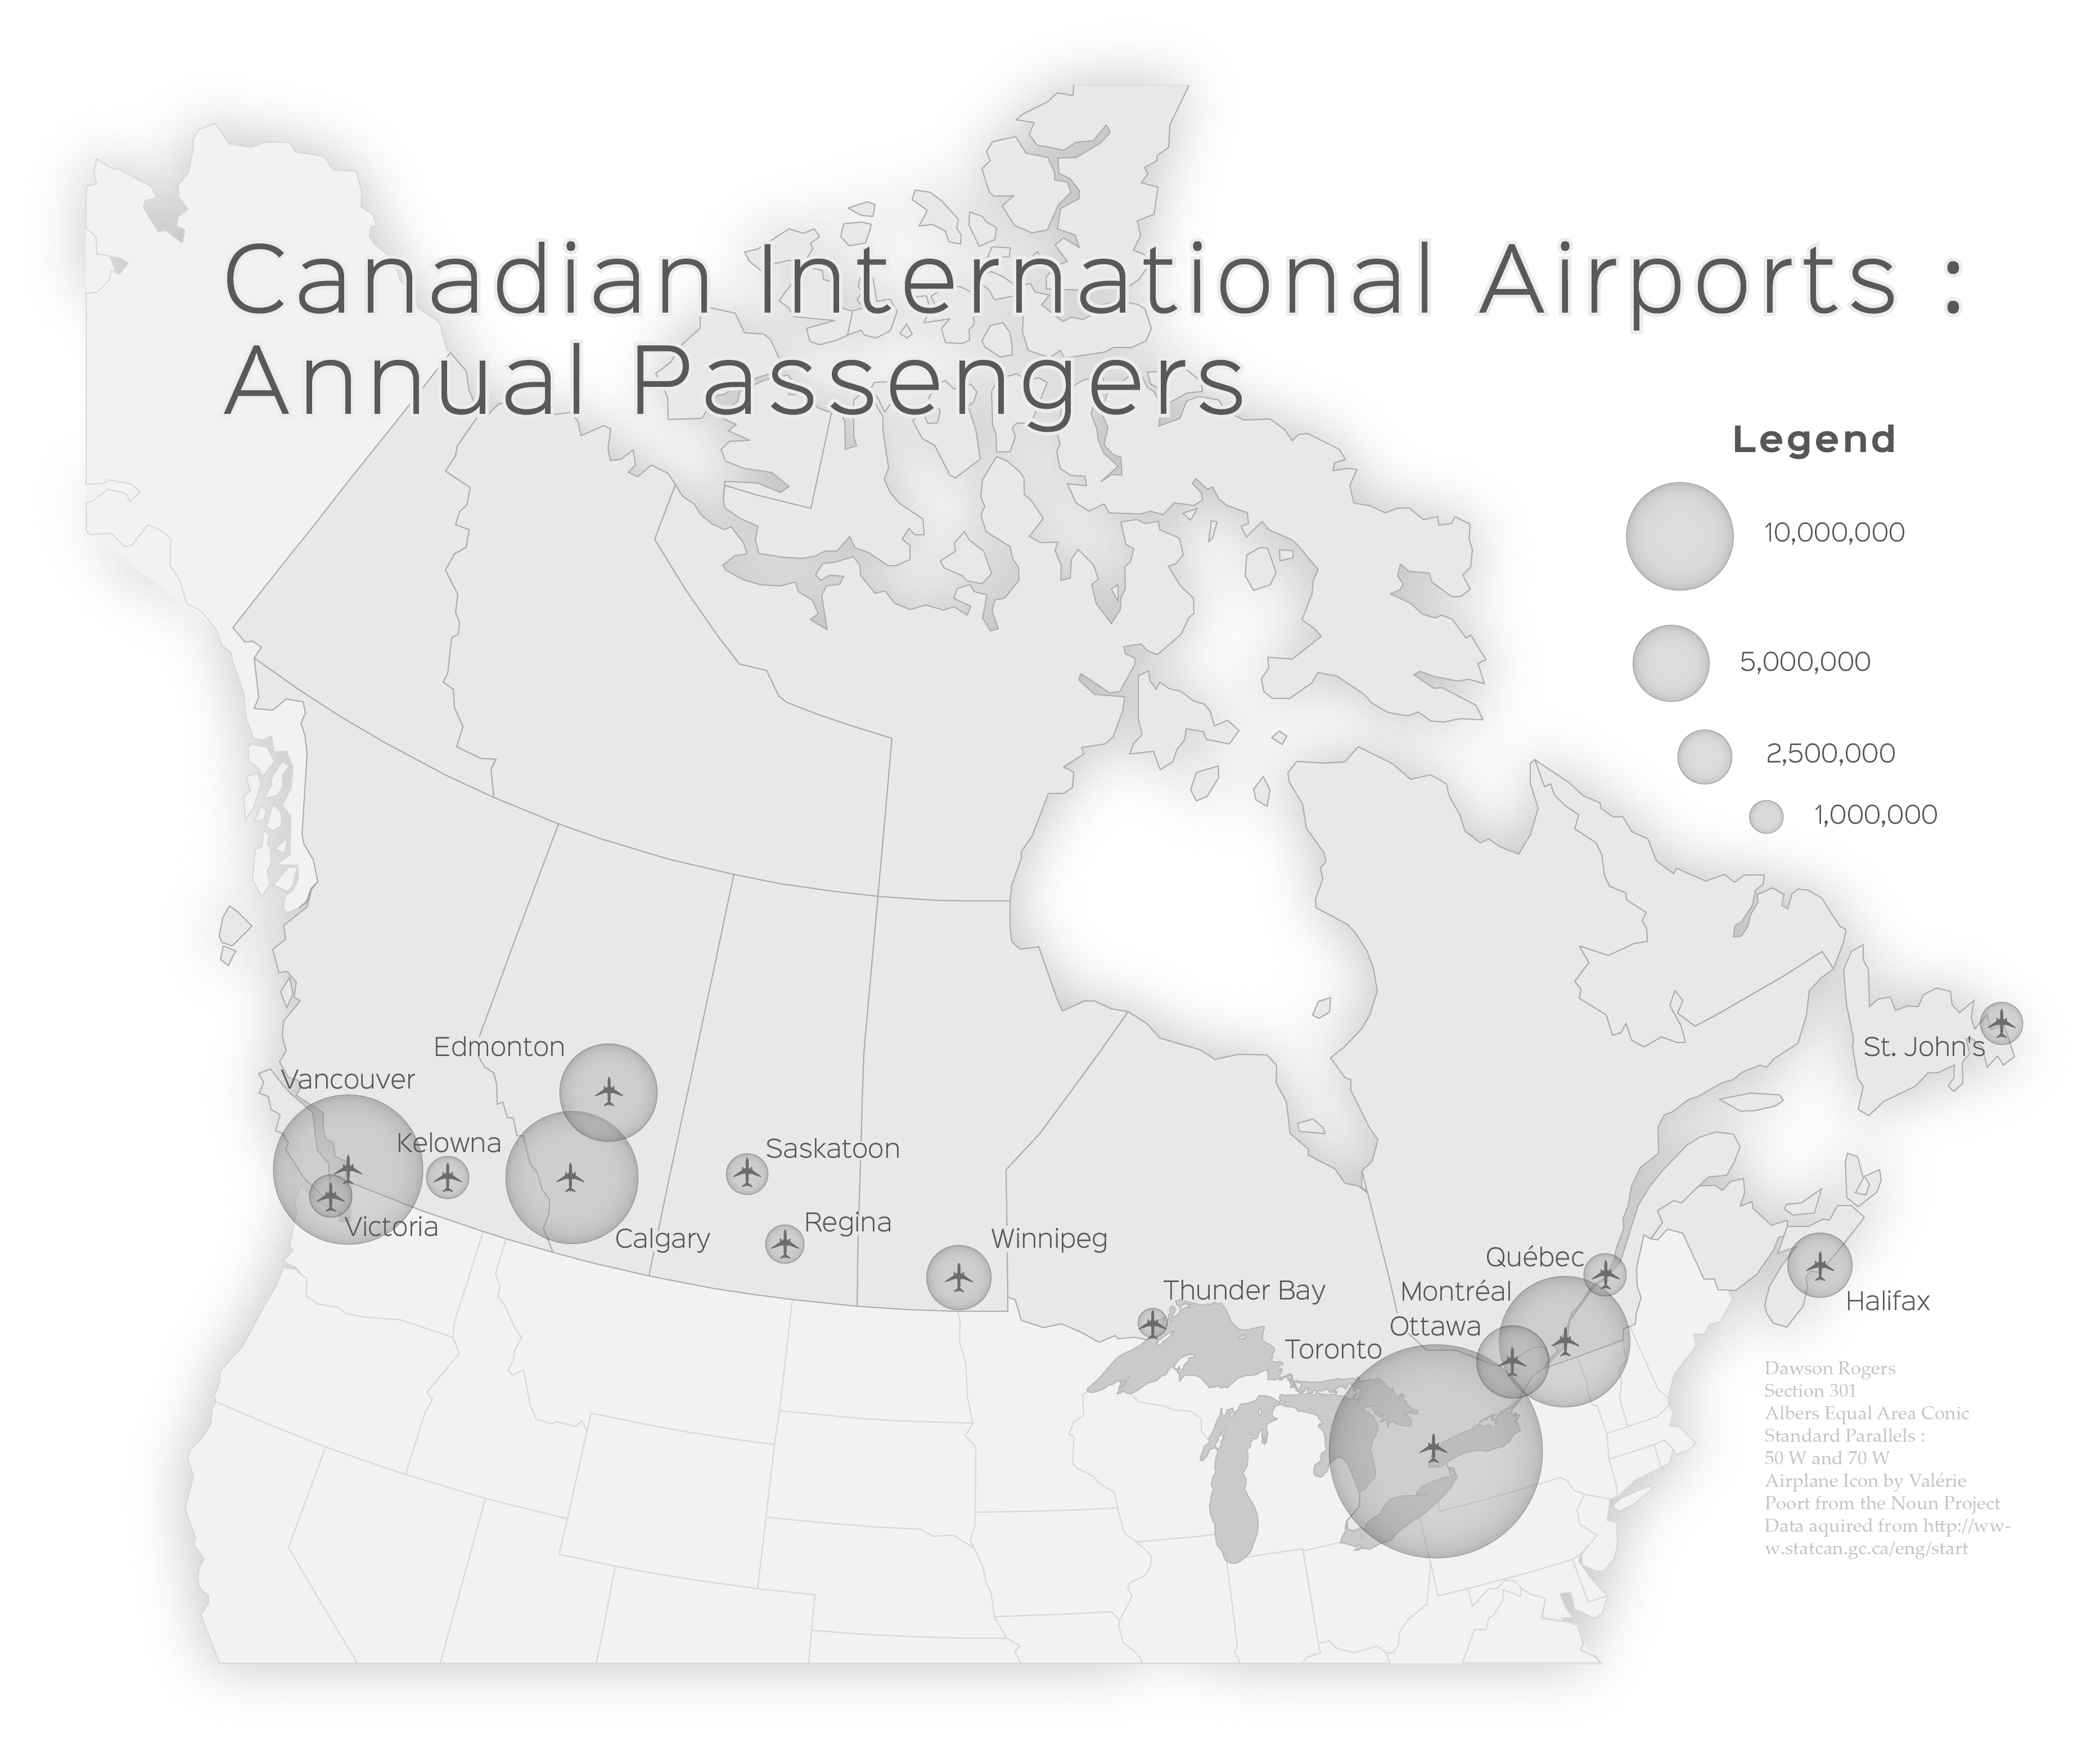 Canadian International Airports :
Annual Passengers
Legend
10,000,000
5,000,000
2,500,000
1,000,000
Edmonton
Vancouver
Kelowna
Victoria
Calgary
Saskatoon
Regina
Winnipeg
Thunder Bay
Toronto
Ottawa
Montréal
Québec
Halifax
St. John's
Dawson Rogers
Section 301
Albers Equal Area Conic
Standard Parallels :
50 W and 70 W
Airplane Icon by Valérie
Poort from the Noun Project
Data aquired from http://ww-
w.statcan.gc.ca/eng/start